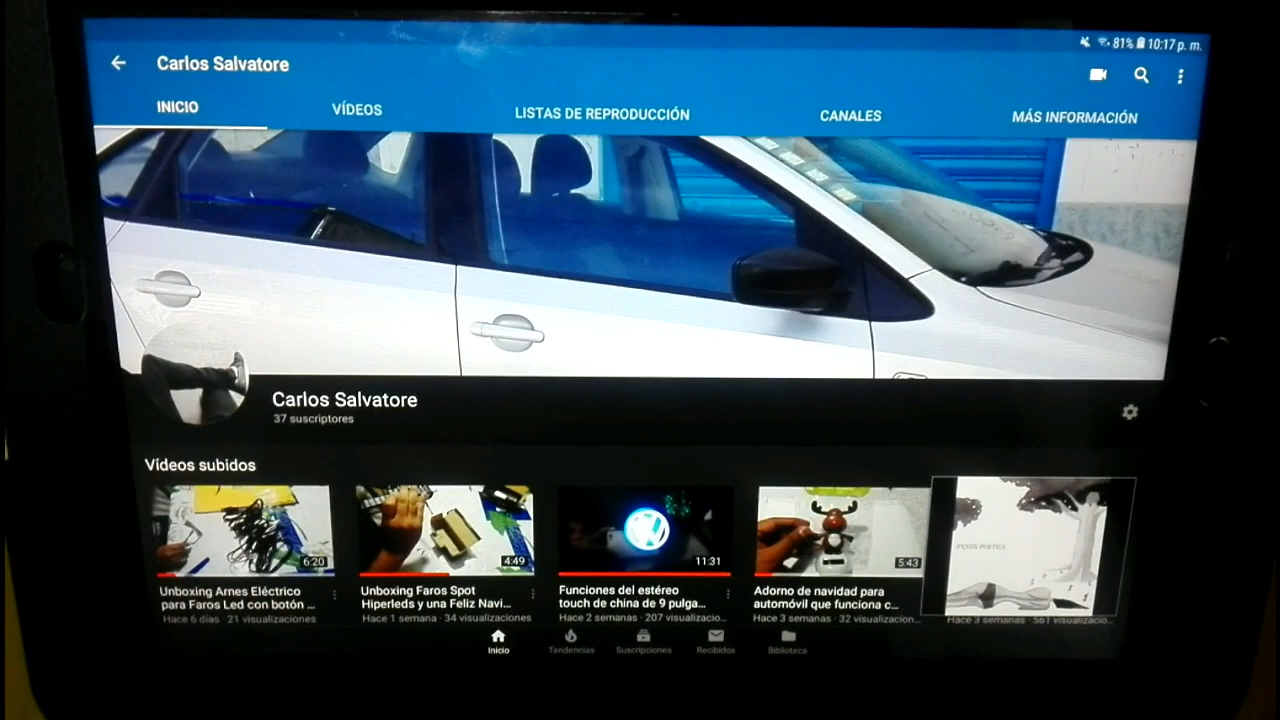 81% 10:17 p. m.
Carlos Salvatore
INICIO VÍDEOS LISTAS DE REPRODUCCIÓN CANALES MÁS INFORMACIÓN
Carlos Salvatore
37 suscriptores
Vídeos subidos
6:20 4:49 11:31 5:43
Unboxing Arnes Eléctrico
para Faros Led con botón ...
Hace 6 días · 21 visualizaciones
Unboxing Faros Spot
Hiperleds y una Feliz Navi...
Hace 1 semana · 34 visualizaciones
Funciones del estéreo
touch de china de 9 pulga...
Hace 2 semanas · 207 visualizacio...
Adorno de navidad para
automóvil que funciona c...
Hace 3 semanas · 32 visualizacion...
POETICA
Hace 3 semanas · 561 visualizacio...
Inicio Tendencias Suscripciones Recibidos Biblioteca